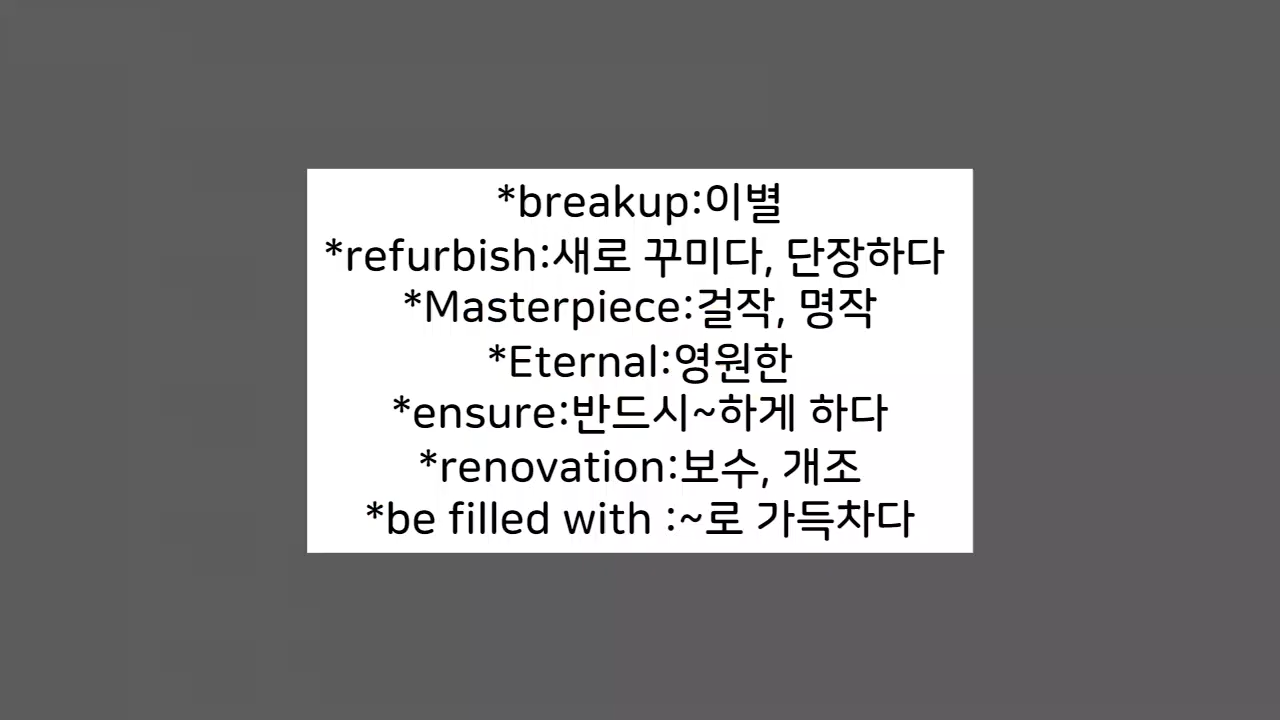 *breakup:이별
*refurbish:새로 꾸미다, 단장하다
*Masterpiece:걸작, 명작
*Eternal:영원한
*ensure:반드시~하게 하다
*renovation:보수, 개조
*be filled with :~로 가득차다